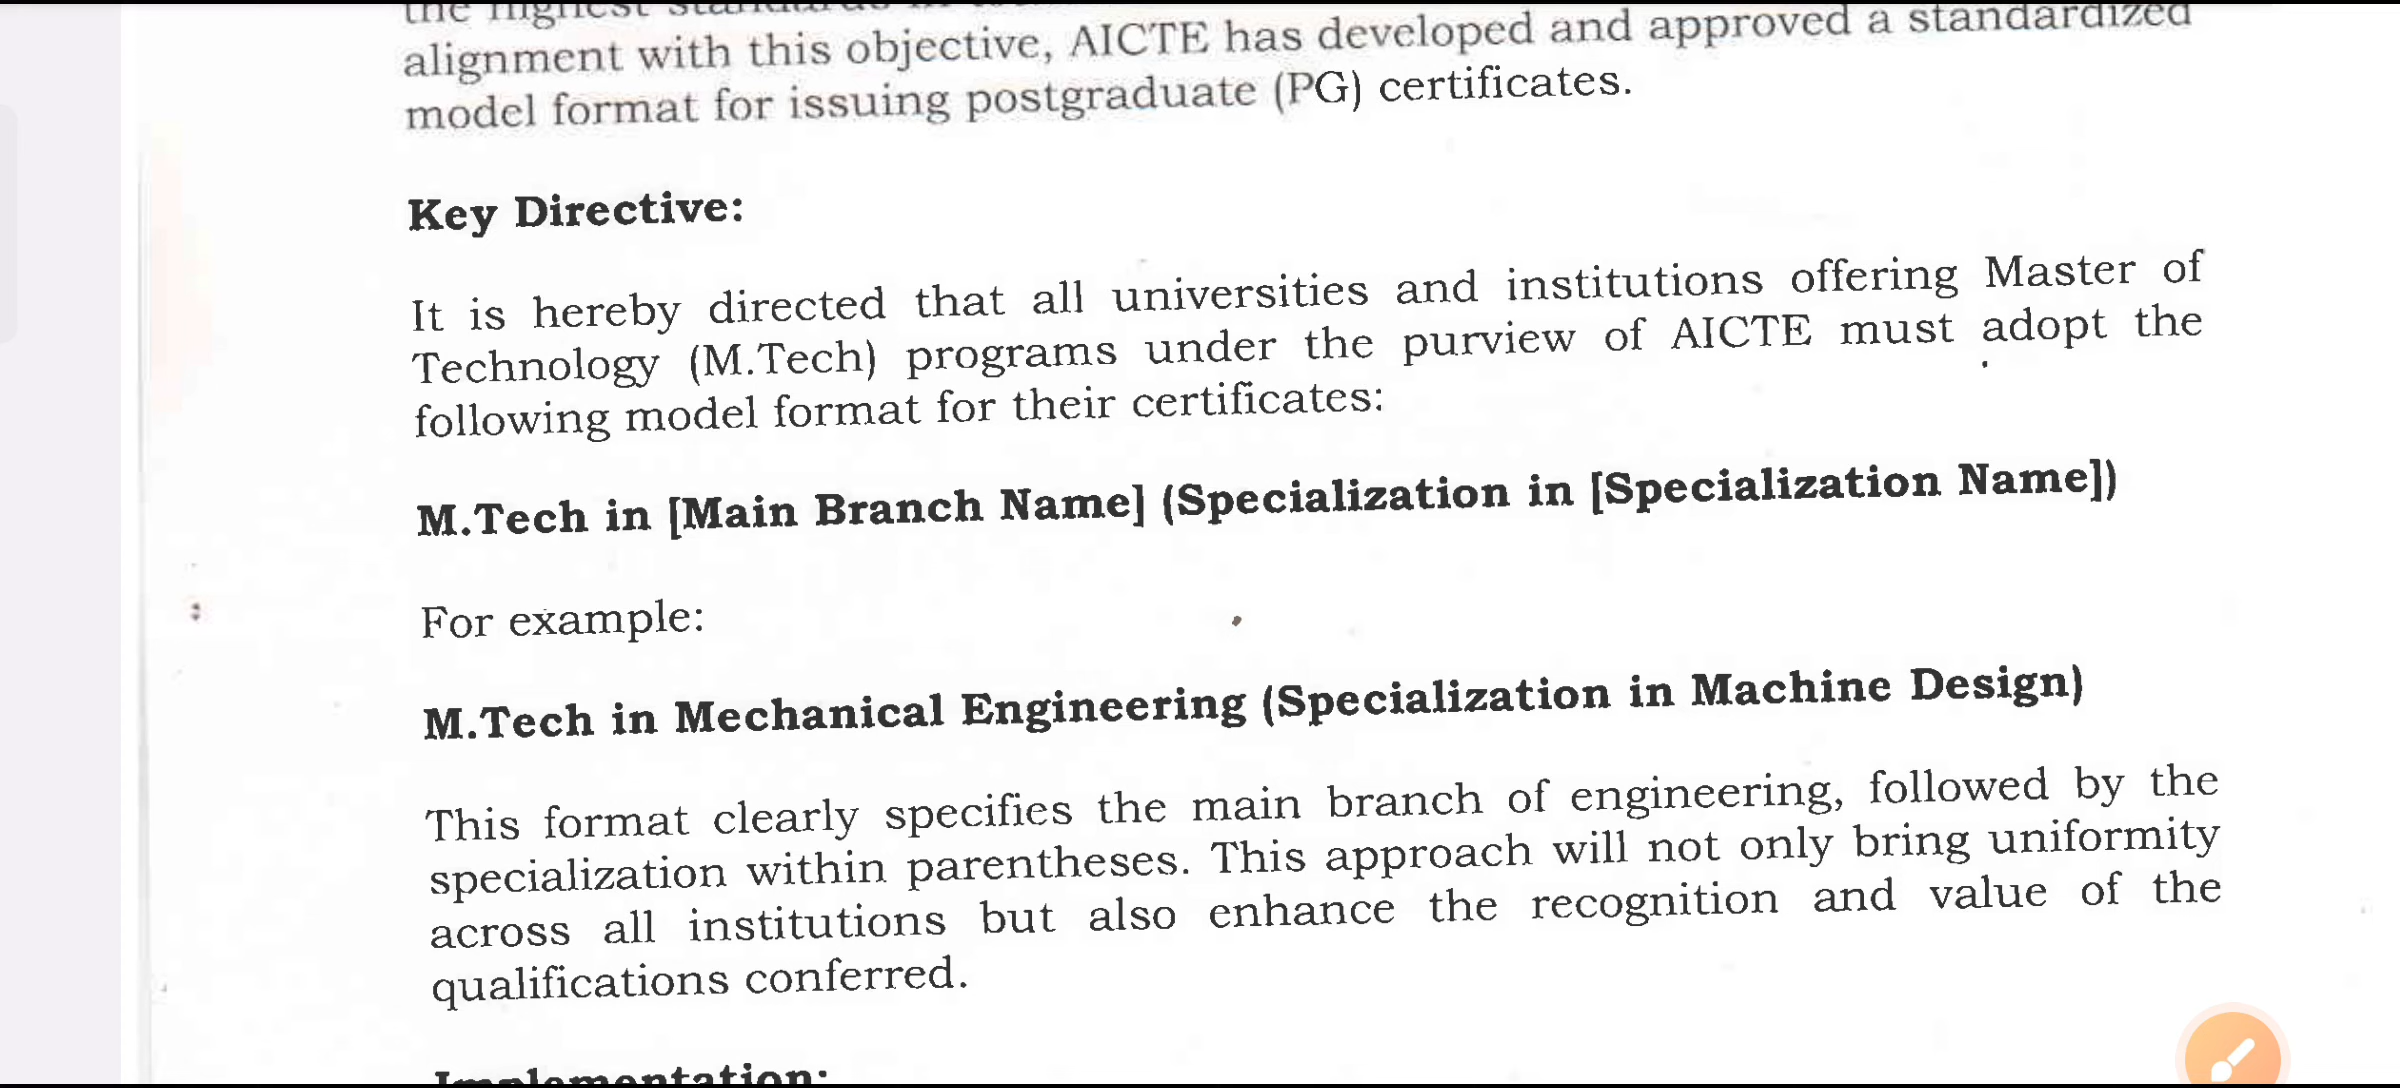 the highest standards in
alignment with this objective, AICTE has developed and approved a standardized
model format for issuing postgraduate (PG) certificates.
Key Directive:
It is hereby directed that all universities and institutions offering Master of
Technology (M.Tech) programs under the purview of AICTE must adopt the
following model format for their certificates:
M.Tech in [Main Branch Name] (Specialization in [Specialization Name])
For example:
M.Tech in Mechanical Engineering (Specialization in Machine Design)
This format clearly specifies the main branch of engineering, followed by the
specialization within parentheses. This approach will not only bring uniformity
across all institutions but also enhance the recognition and value of the
qualifications conferred.
Implementation: